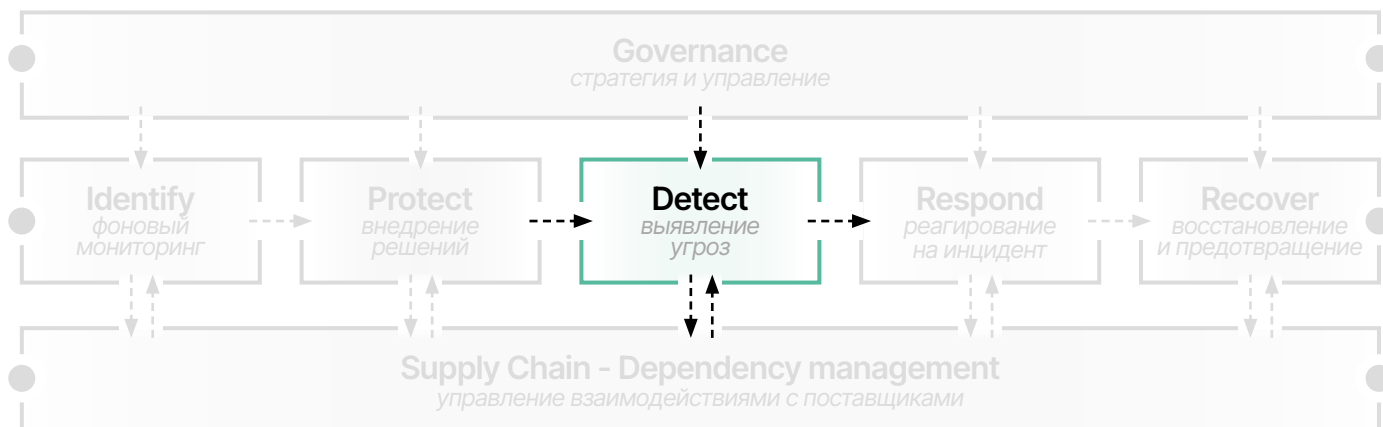 Governance
стратегия и управление
Identify
фоновый
мониторинг
Protect
внедрение
решений
Detect
выявление
угроз
Respond
реагирование
на инцидент
Recover
восстановление
и предотвращение
Supply Chain - Dependency management
управление взаимодействиями с поставщиками